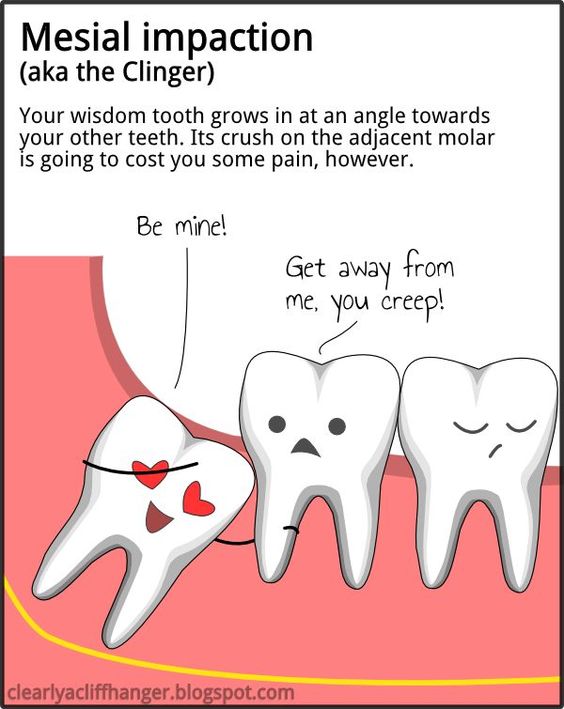 Mesial impaction
(aka the Clinger)
Your wisdom tooth grows in at an angle towards
your other teeth. Its crush on the adjacent molar
is going to cost you some pain, however.
Be mine!
Get away from
me, you creep!
clearlyacliffhanger.blogspot.com